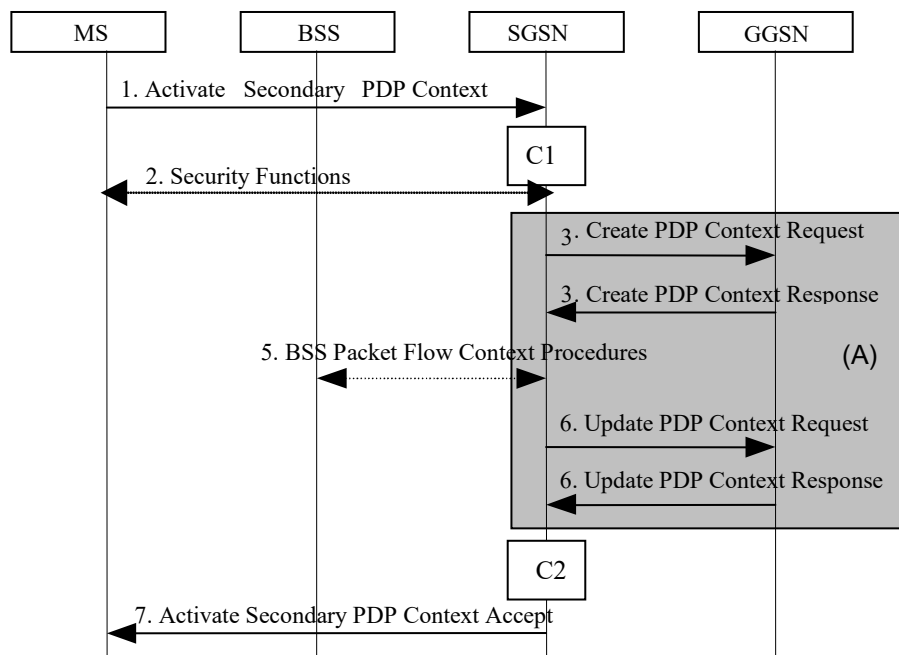 MS BSS SGSN GGSN
1. Activate Secondary PDP Context
C1
2. Security Functions
3. Create PDP Context Request
3. Create PDP Context Response
5. BSS Packet Flow Context Procedures
(A)
6. Update PDP Context Request
6. Update PDP Context Response
C2
7. Activate Secondary PDP Context Accept